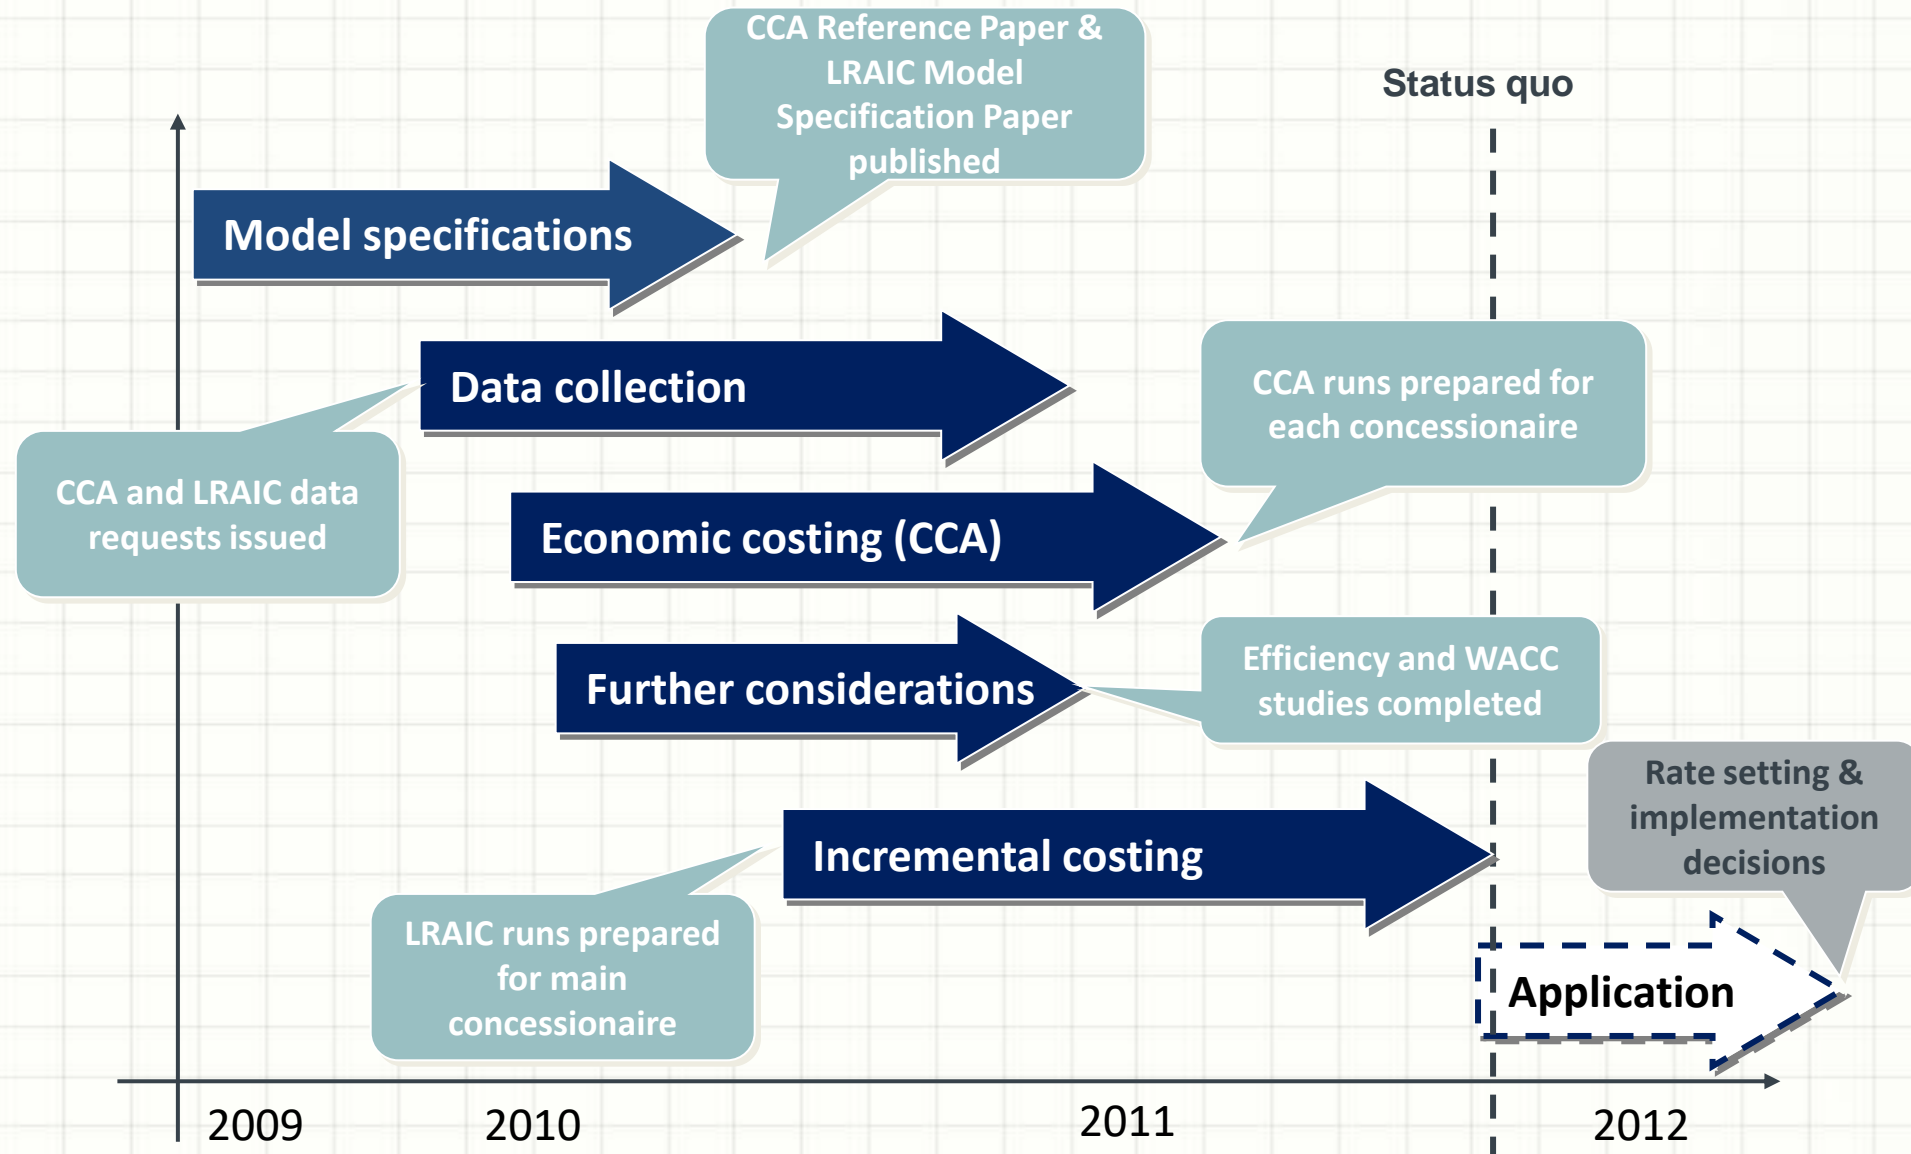 CCA Reference Paper &
LRAIC Model
Specification Paper
published
Status quo
Model specifications
Data collection
CCA runs prepared for
each concessionaire
CCA and LRAIC data
requests issued
Economic costing (CCA)
Further considerations
Efficiency and WACC
studies completed
Rate setting &
implementation
decisions
Incremental costing
LRAIC runs prepared
for main
concessionaire
Application
2009
2010
2011
2012